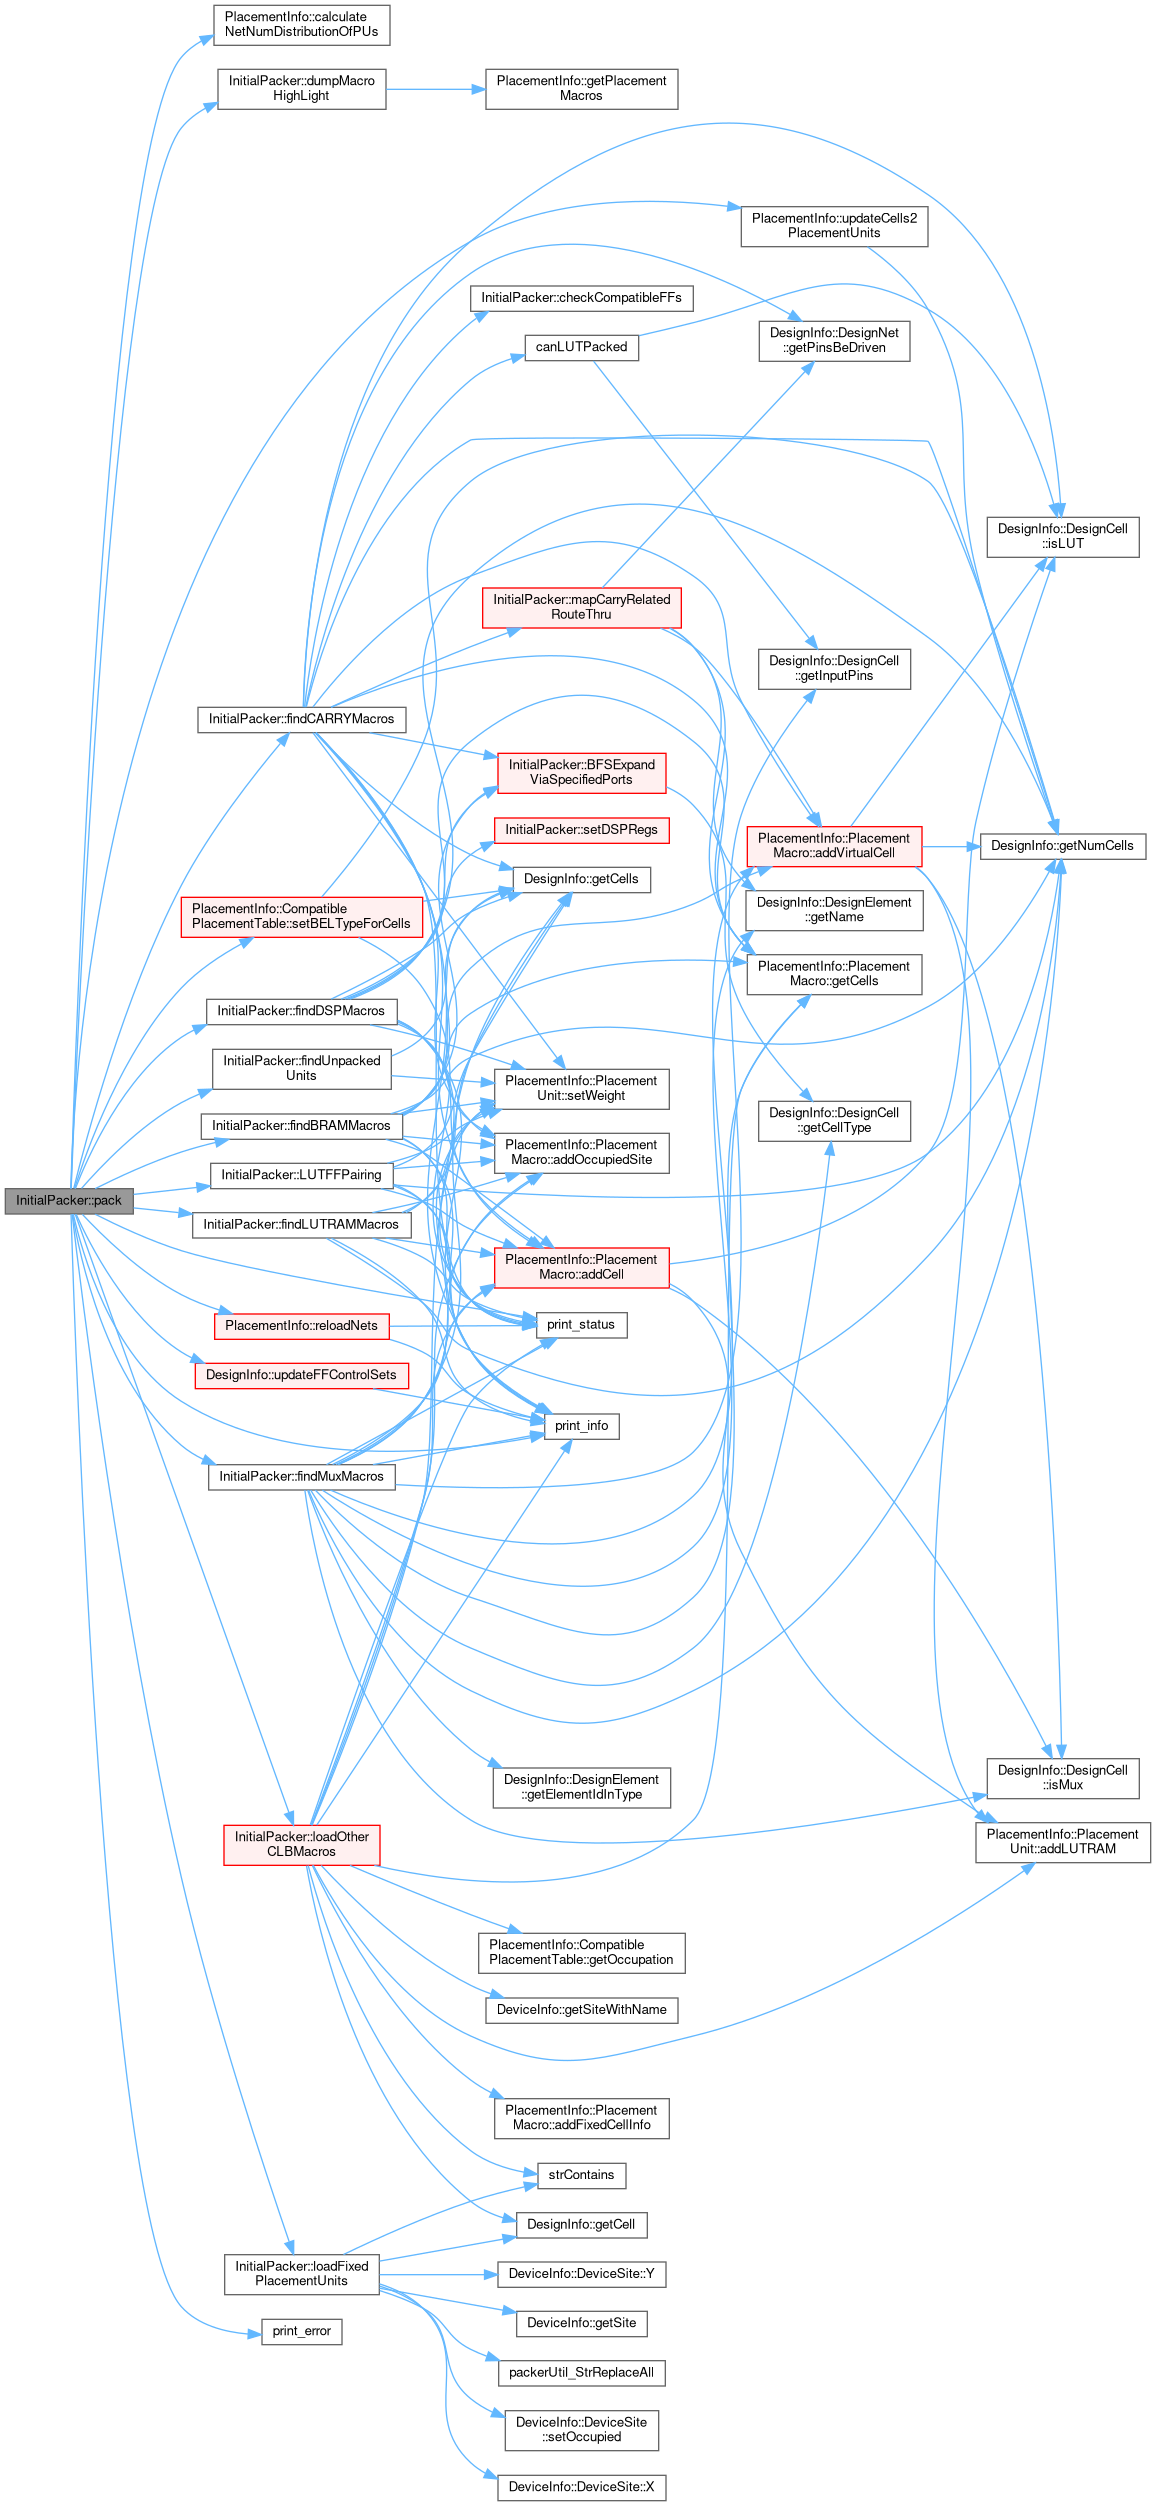 PlacementInfo::calculate
NetNumDistributionOfPUs
InitialPacker::dumpMacro
HighLight
PlacementInfo::getPlacement
Macros
PlacementInfo::updateCells2
PlacementUnits
InitialPacker::checkCompatibleFFs
DesignInfo::DesignNet
::getPinsBeDriven
canLUTPacked
DesignInfo::DesignCell
::isLUT
InitialPacker::mapCarryRelated
RouteThru
DesignInfo::DesignCell
::getInputPins
InitialPacker::findCARRYMacros
InitialPacker::BFSExpand
ViaSpecifiedPorts
InitialPacker::setDSPRegs
PlacementInfo::Placement
Macro::addVirtualCell
DesignInfo::getNumCells
DesignInfo::getCells
PlacementInfo::Compatible
PlacementTable::setBELTypeForCells
DesignInfo::DesignElement
::getName
PlacementInfo::Placement
Macro::getCells
InitialPacker::findDSPMacros
InitialPacker::findUnpacked
Units
PlacementInfo::Placement
Unit::setWeight
DesignInfo::DesignCell
::getCellType
InitialPacker::findBRAMMacros
PlacementInfo::Placement
Macro::addOccupiedSite
InitialPacker::LUTFFPairing
InitialPacker::pack
InitialPacker::findLUTRAMMacros
PlacementInfo::Placement
Macro::addCell
PlacementInfo::reloadNets
print_status
DesignInfo::updateFFControlSets
print_info
InitialPacker::findMuxMacros
DesignInfo::DesignElement
::getElementIdInType
DesignInfo::DesignCell
::isMux
InitialPacker::loadOther
CLBMacros
PlacementInfo::Placement
Unit::addLUTRAM
PlacementInfo::Compatible
PlacementTable::getOccupation
DeviceInfo::getSiteWithName
PlacementInfo::Placement
Macro::addFixedCellInfo
strContains
DesignInfo::getCell
InitialPacker::loadFixed
PlacementUnits
DeviceInfo::DeviceSite::Y
DeviceInfo::getSite
print_error
packerUtil_StrReplaceAll
DeviceInfo::DeviceSite
::setOccupied
DeviceInfo::DeviceSite::X